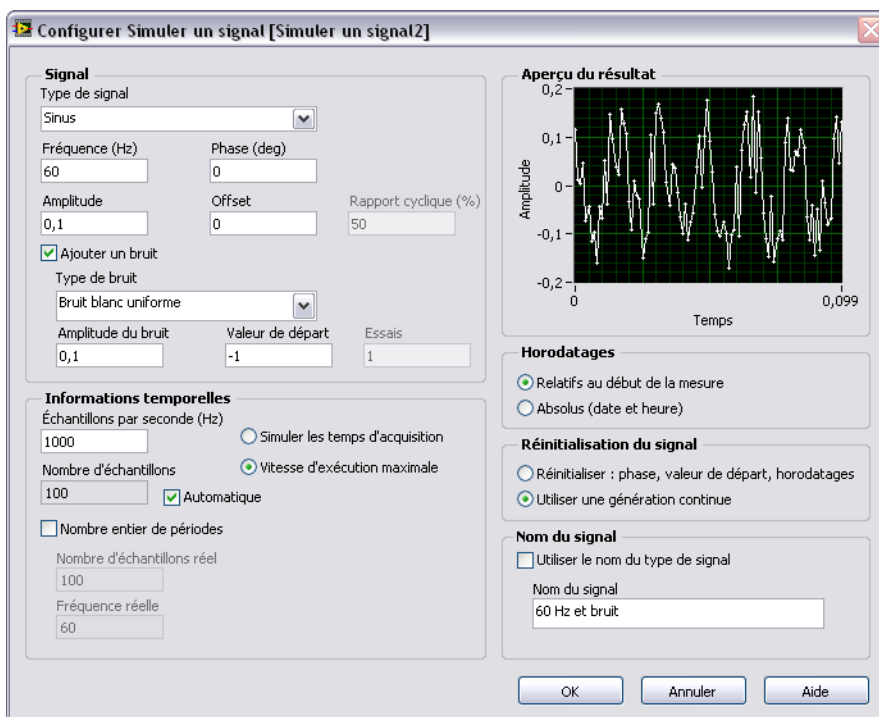 Configurer Simuler un signal [Simuler un signal2]
Signal
Type de signal
Sinus
Fréquence (Hz)
Phase (deg)
60
0
Amplitude
Offset
Rapport cyclique (%)
0,1
0
50
Ajouter un bruit
Type de bruit
Bruit blanc uniforme
Amplitude du bruit
Valeur de départ
Essais
0,1
-1
1
Informations temporelles
Échantillons par seconde (Hz)
1000
Simuler les temps d'acquisition
Vitesse d'exécution maximale
Nombre d'échantillons
100
Automatique
Nombre entier de périodes
Nombre d'échantillons réel
100
Fréquence réelle
60
Aperçu du résultat
0,2
0,1
0
-0,1
-0,2
Amplitude
0
0,099
Temps
Horodatages
Relatifs au début de la mesure
Absolus (date et heure)
Réinitialisation du signal
Réinitialiser : phase, valeur de départ, horodatages
Utiliser une génération continue
Nom du signal
Utiliser le nom du type de signal
Nom du signal
60 Hz et bruit
OK
Annuler
Aide